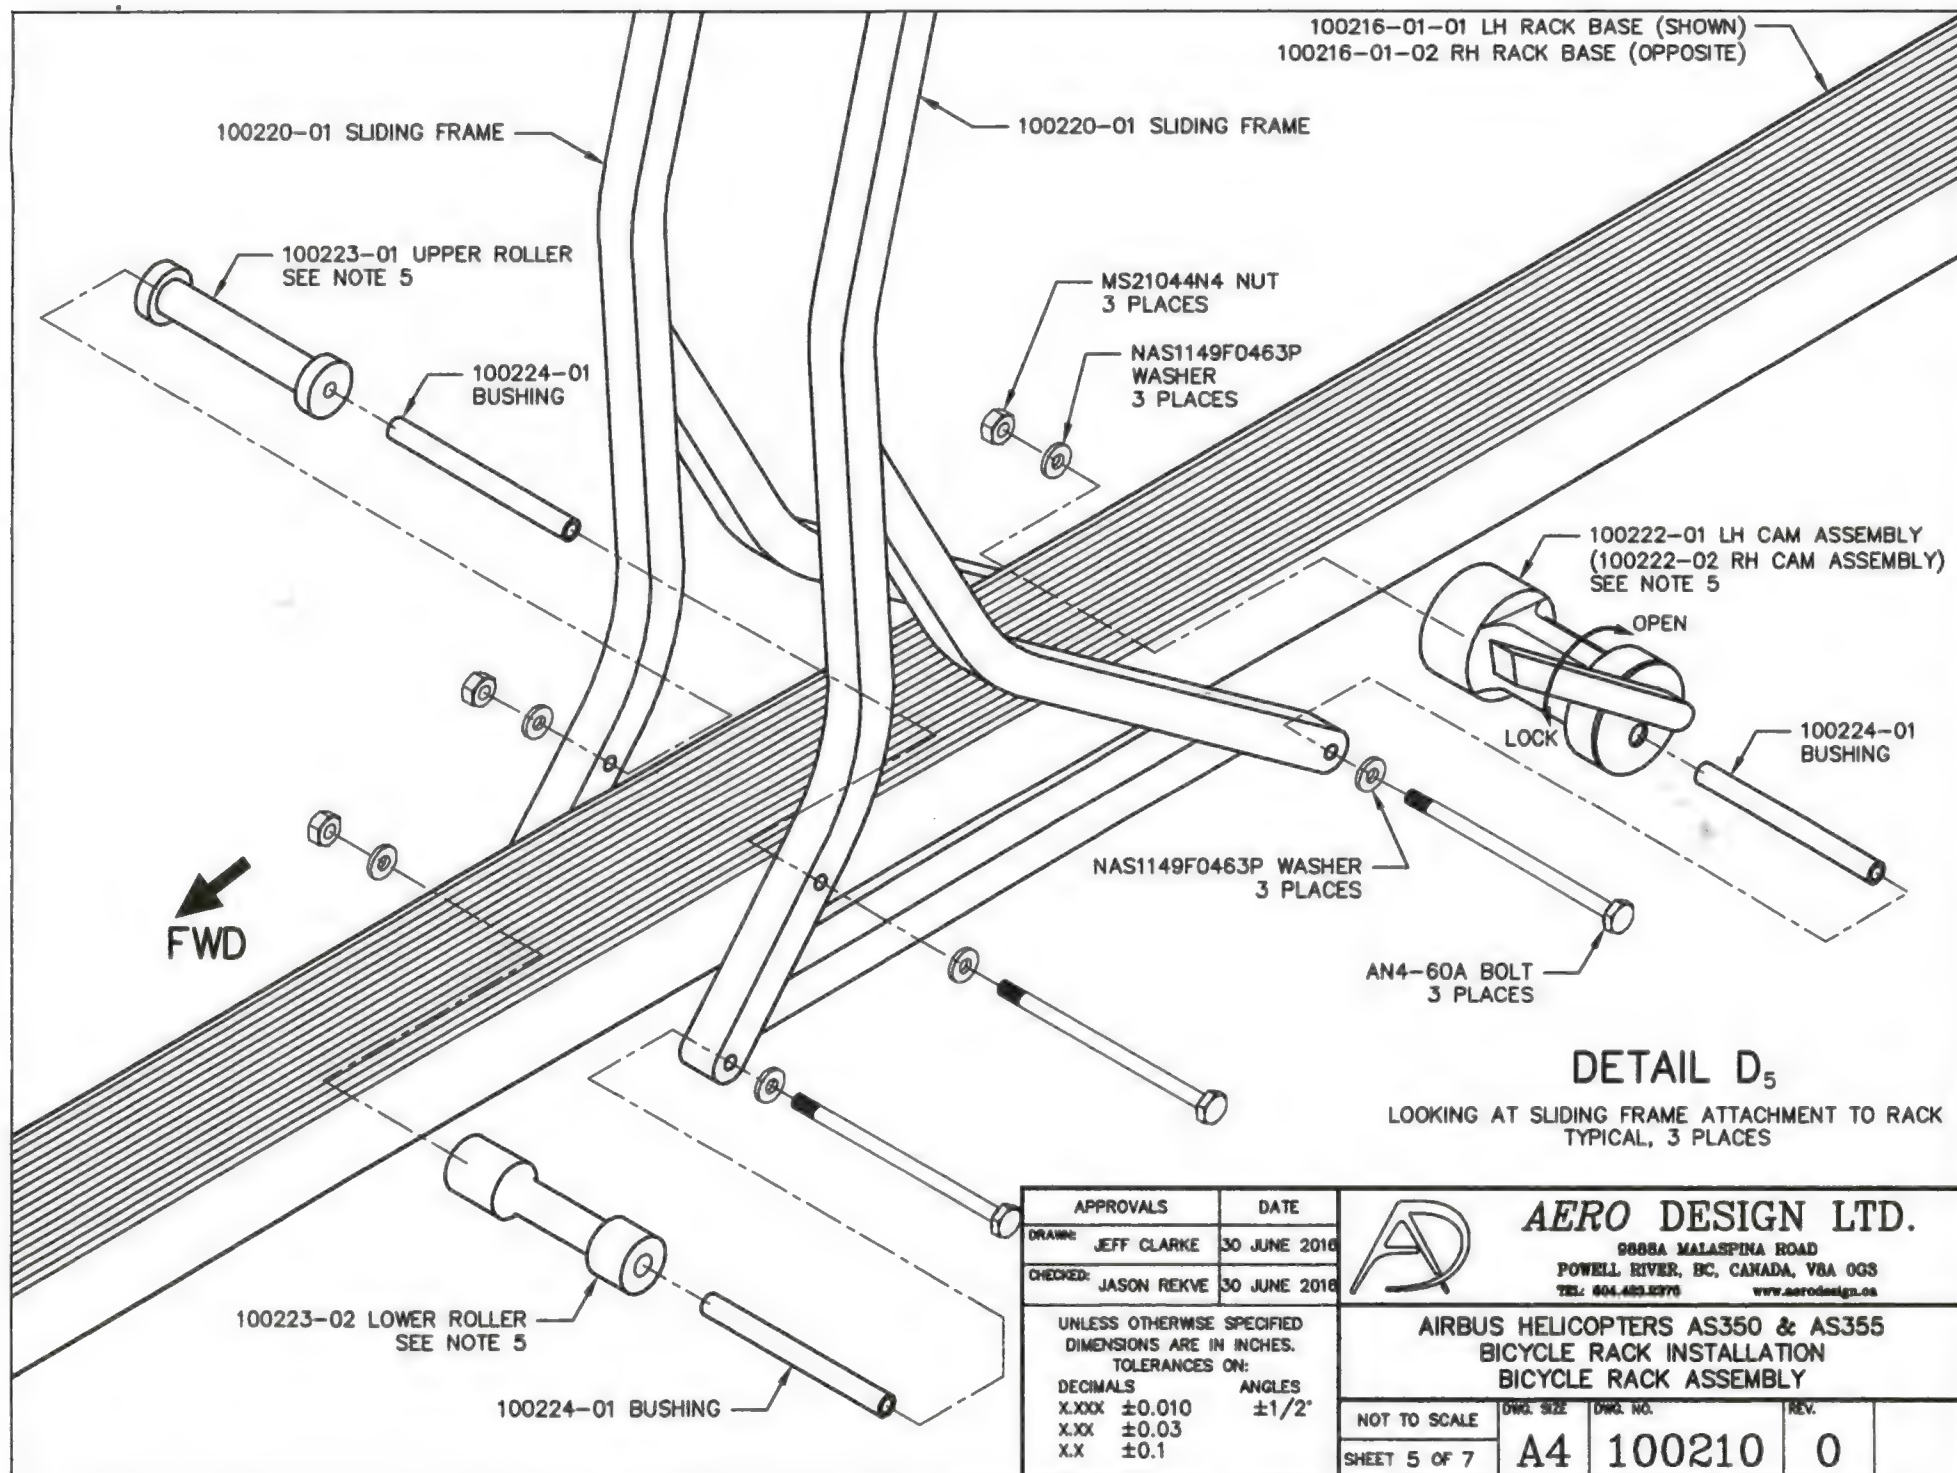 100216-01-01 LH RACK BASE (SHOWN)
100216-01-02 RH RACK BASE (OPPOSITE)
100220-01 SLIDING FRAME
100220-01 SLIDING FRAME
100223-01 UPPER ROLLER
SEE NOTE 5
MS21044N4 NUT
3 PLACES
NAS1149F0463P
WASHER
3 PLACES
100224-01
BUSHING
100222-01 LH CAM ASSEMBLY
(100222-02 RH CAM ASSEMBLY)
SEE NOTE 5
OPEN
LOCK
100224-01
BUSHING
NAS1149F0463P WASHER
3 PLACES
AN4-60A BOLT
3 PLACES
FWD
DETAIL D5
LOOKING AT SLIDING FRAME ATTACHMENT TO RACK
TYPICAL, 3 PLACES
100223-02 LOWER ROLLER
SEE NOTE 5
100224-01 BUSHING
APPROVALS DATE
DRAWN: JEFF CLARKE 30 JUNE 2016
CHECKED: JASON REKVE 30 JUNE 2016
UNLESS OTHERWISE SPECIFIED
DIMENSIONS ARE IN INCHES.
TOLERANCES ON:
DECIMALS ANGLES
X.XXX ±0.010 ±1/2°
X.XX ±0.03
X.X ±0.1
AD
AERO DESIGN LTD.
9888A MALASPINA ROAD
POWELL RIVER, BC, CANADA, V8A 0G3
TEL: www.aerodesign.ca
AIRBUS HELICOPTERS AS350 & AS355
BICYCLE RACK INSTALLATION
BICYCLE RACK ASSEMBLY
NOT TO SCALE
SHEET 5 OF 7
DWG. SIZE
A4
DWG. NO.
100210
REV.
0